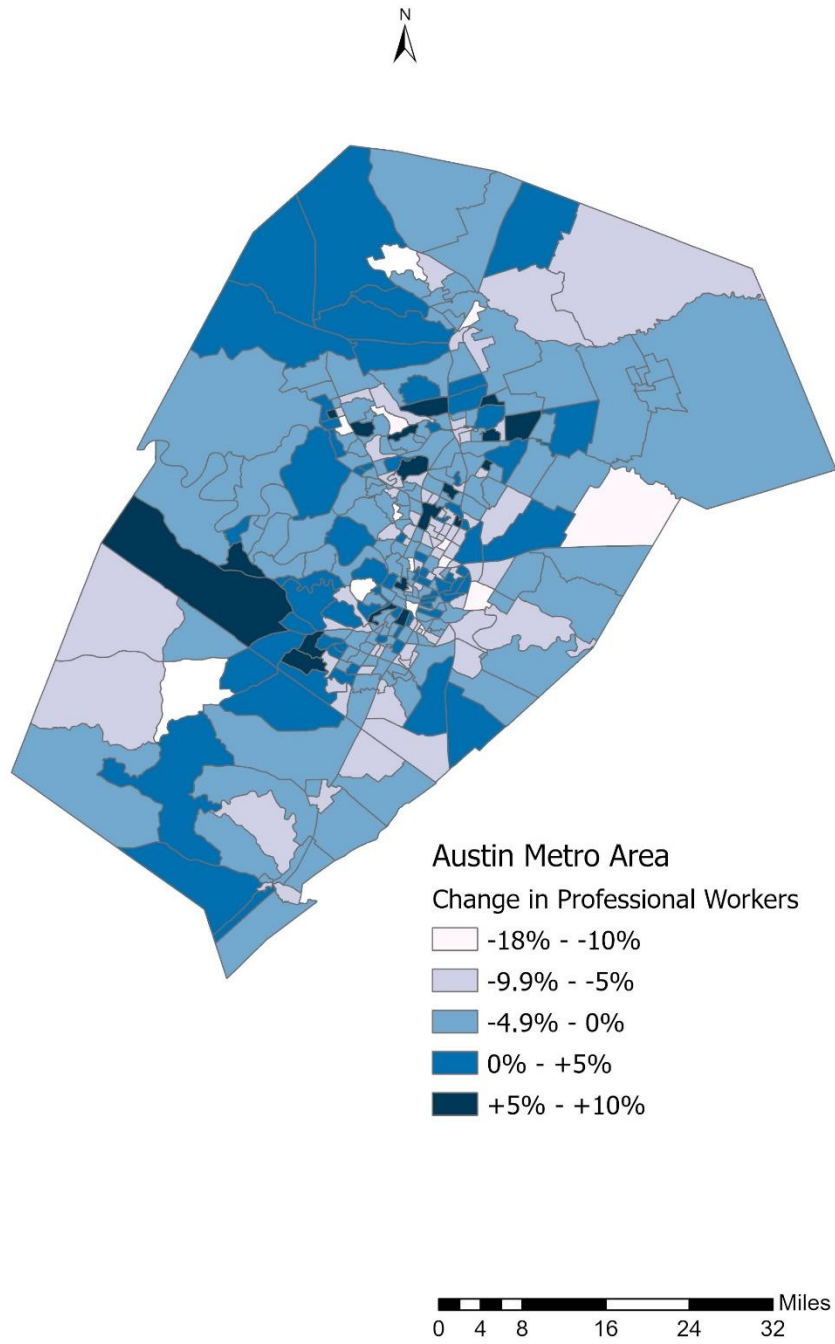 N
Austin Metro Area
Change in Professional Workers
-18% - -10%
-9.9% - -5%
-4.9% - 0%
0% - +5%
+5% - +10%
Miles
0 4 8 16 24 32